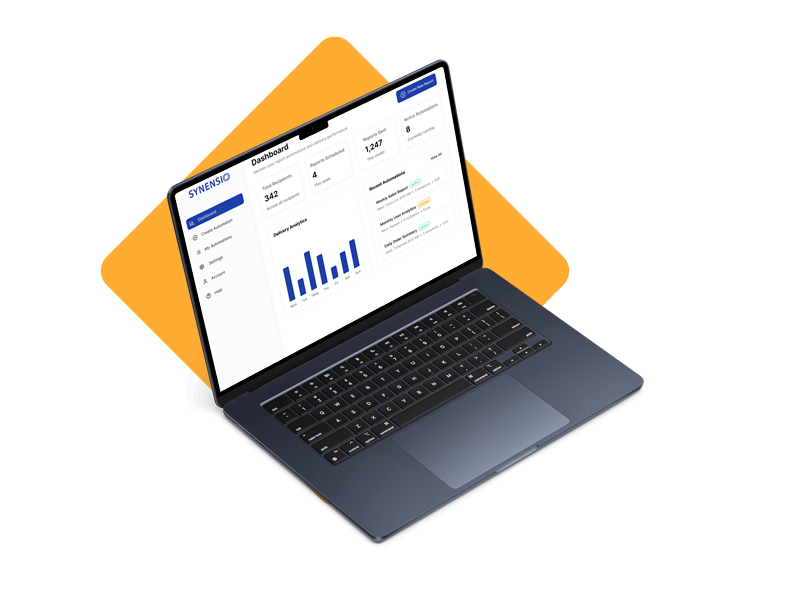 SYNENSIO
Dashboard
Create Automation
My Automations
Settings
Account
Help
Dashboard
Monitor your report automations and delivery performance
Create New Report
Total Recipients
342
Across all recipients
Reports Scheduled
4
This week
Reports Sent
1,247
This month
Active Automations
8
Currently running
Delivery Analytics
Mon Tue Wed Thu Fri Sat Sun
Recent Automations
View All
Weekly Sales Report
Monthly User Analytics
Daily Order Summary